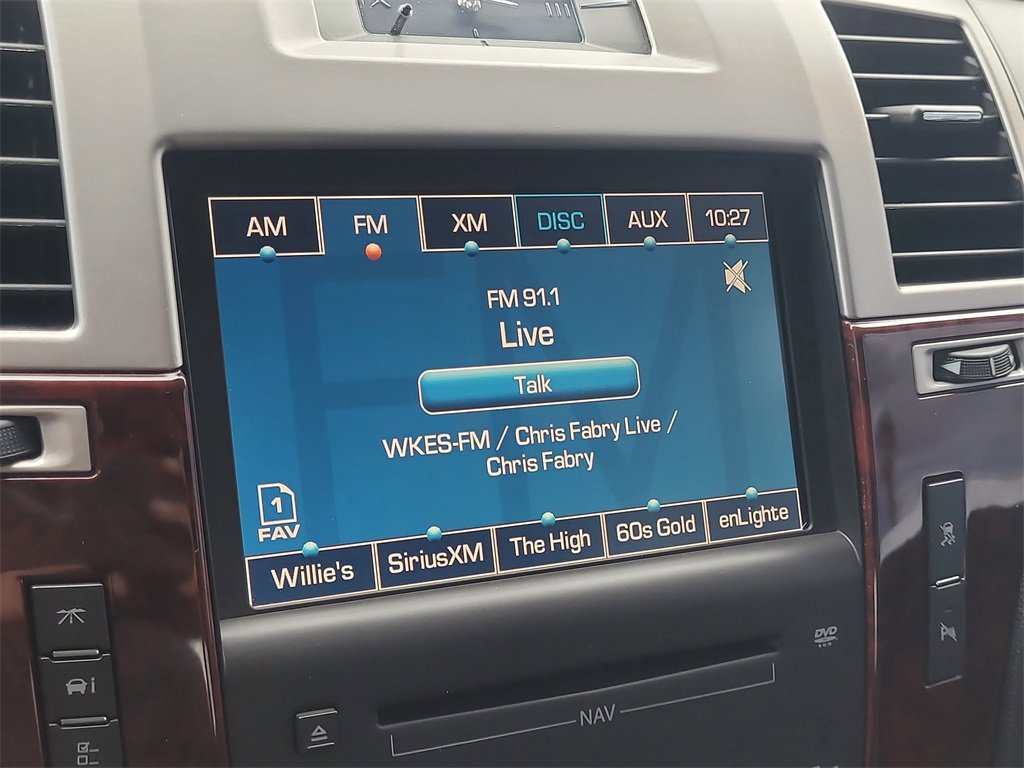 AM FM XM DISC AUX 10:27
FM 91.1
Live
Talk
WKES-FM / Chris Fabry Live /
Chris Fabry
1
FAV
Willie's SiriusXM The High 60s Gold enLighte
DVD
ROM
NAV
i